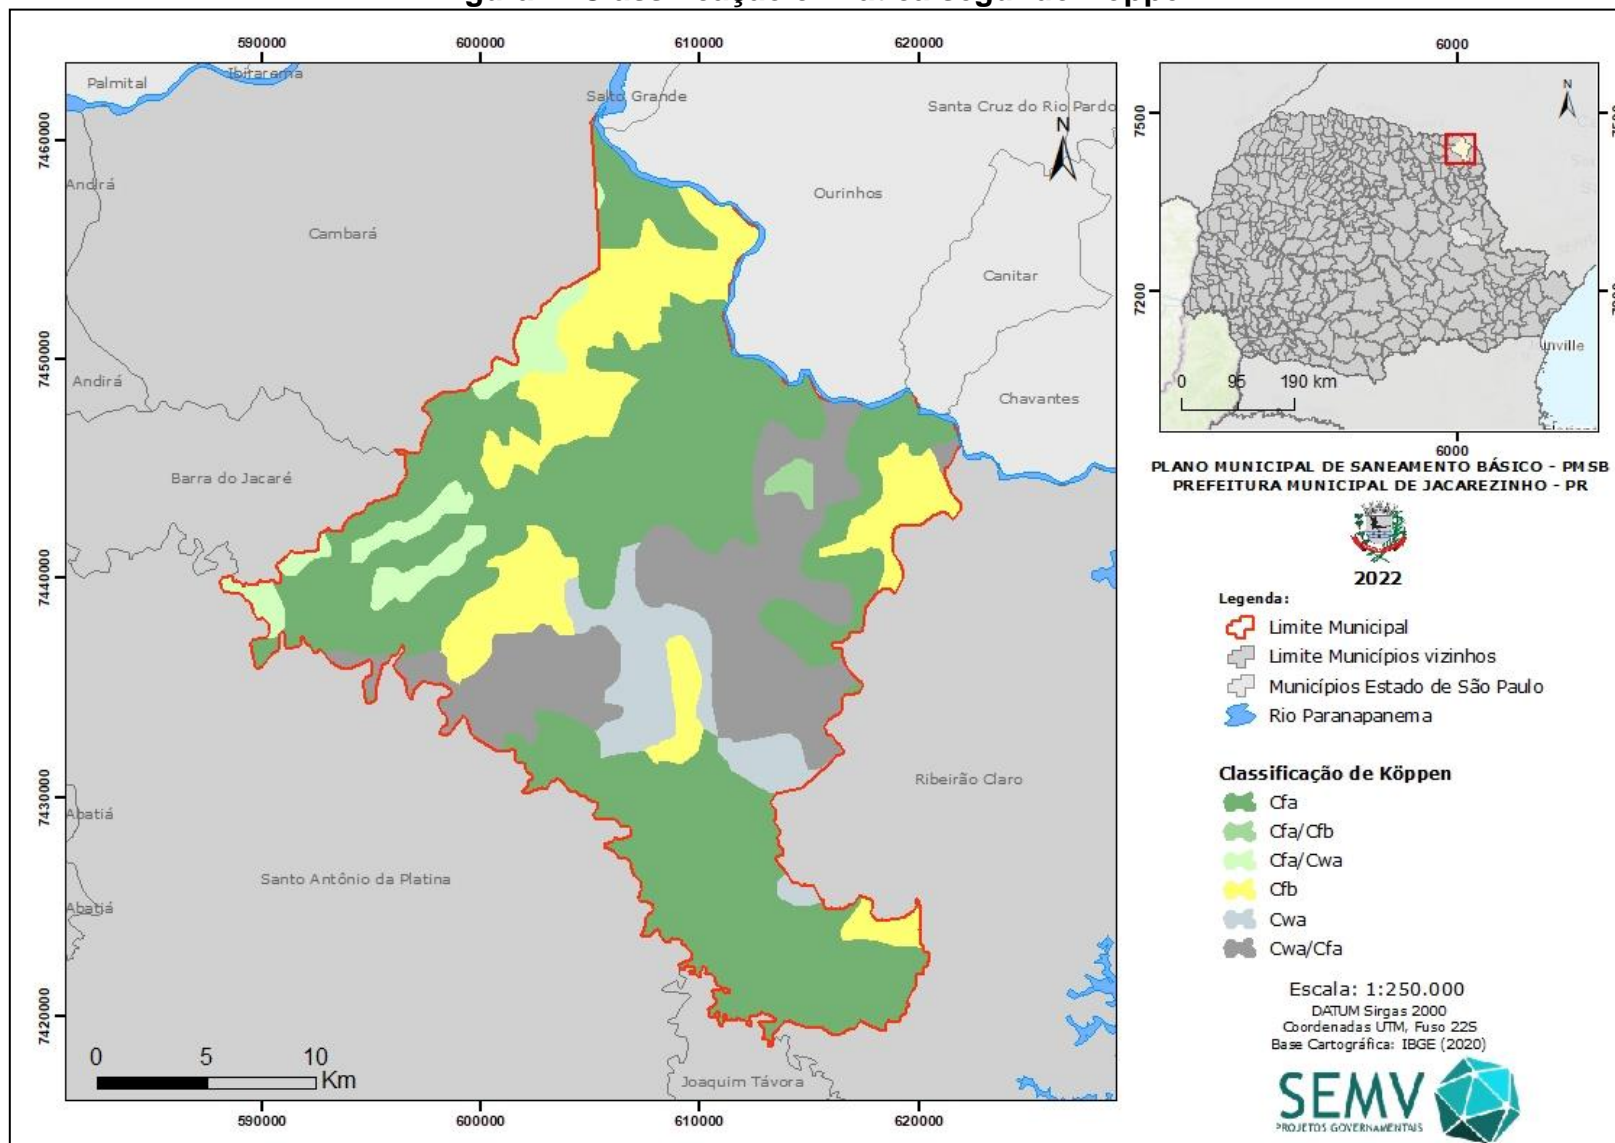 590000 600000 610000 620000
6000
Palmital
Ibirarema
Salto Grande
Santa Cruz do Rio Pardo
N
N
7460000
7500
Andirá
Cambará
Ourinhos
Canitar
7200
7450000
Andirá
Chavantes
inville
0 95 190 km
6000
Barra do Jacaré
PLANO MUNICIPAL DE SANEAMENTO BÁSICO - PMSB
PREFEITURA MUNICIPAL DE JACAREZINHO - PR
2022
7440000
Legenda:
Limite Municipal
Limite Municípios vizinhos
Municípios Estado de São Paulo
Rio Paranapanema
Ribeirão Claro
7430000
Abatiá
Santo Antônio da Platina
Abatiá
Classificação de Köppen
Cfa
Cfa/Cfb
Cfa/Cwa
Cfb
Cwa
Cwa/Cfa
7420000
Escala: 1:250.000
DATUM Sirgas 2000
Coordenadas UTM, Fuso 22S
Base Cartográfica: IBGE (2020)
0 5 10
Km
Joaquim Távora
SEMV
PROJETOS GOVERNAMENTAIS
590000 600000 610000 620000